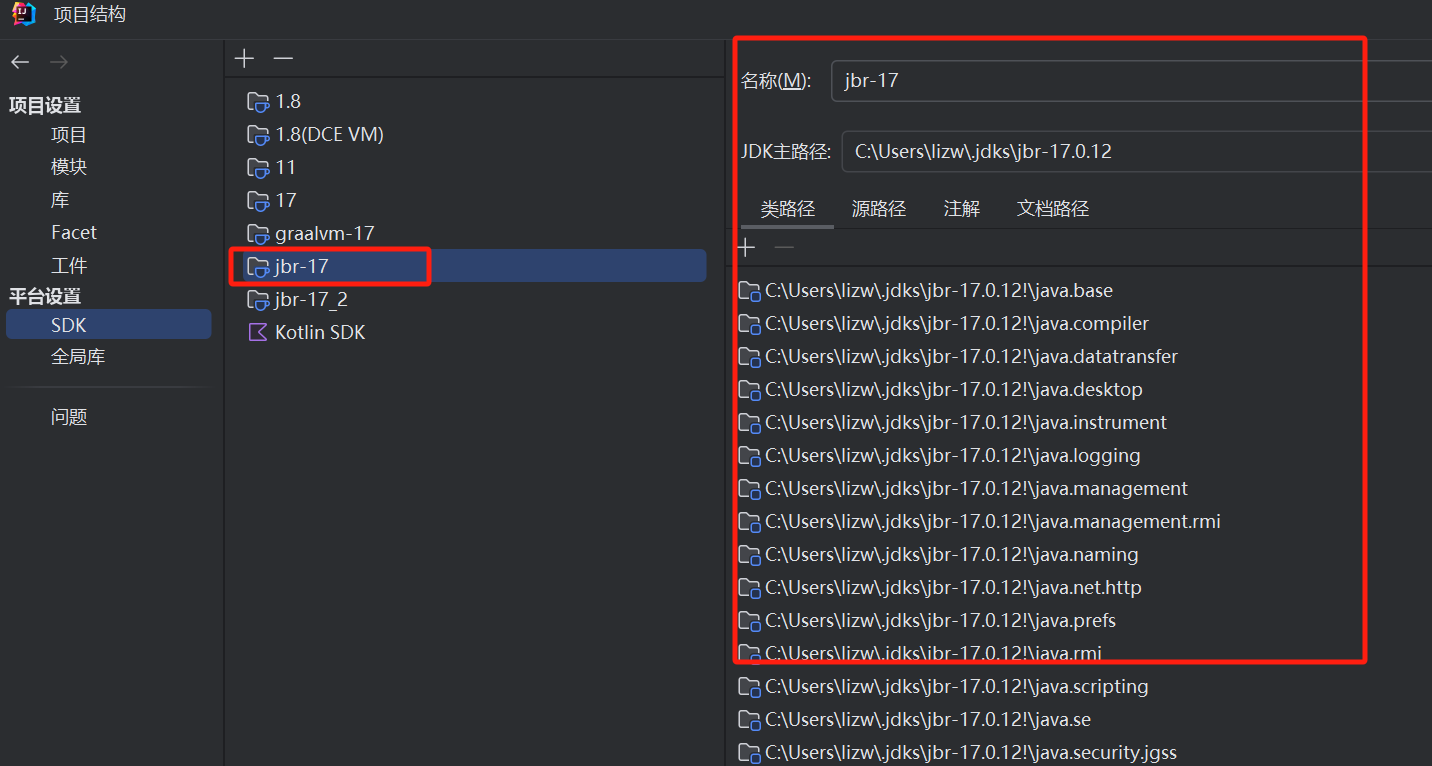 项目结构
项目设置
项目
模块
库
Facet
工件
平台设置
SDK
全局库
问题
1.8
1.8(DCE VM)
11
17
graalvm-17
jbr-17
jbr-17_2
Kotlin SDK
名称(M): jbr-17
JDK主路径: C:\Users\lizw\.jdks\jbr-17.0.12
类路径 源路径 注解 文档路径
C:\Users\lizw\.jdks\jbr-17.0.12!\java.base
C:\Users\lizw\.jdks\jbr-17.0.12!\java.compiler
C:\Users\lizw\.jdks\jbr-17.0.12!\java.datatransfer
C:\Users\lizw\.jdks\jbr-17.0.12!\java.desktop
C:\Users\lizw\.jdks\jbr-17.0.12!\java.instrument
C:\Users\lizw\.jdks\jbr-17.0.12!\java.logging
C:\Users\lizw\.jdks\jbr-17.0.12!\java.management
C:\Users\lizw\.jdks\jbr-17.0.12!\java.management.rmi
C:\Users\lizw\.jdks\jbr-17.0.12!\java.naming
C:\Users\lizw\.jdks\jbr-17.0.12!\java.net.http
C:\Users\lizw\.jdks\jbr-17.0.12!\java.prefs
C:\Users\lizw\.jdks\jbr-17.0.12!\java.rmi
C:\Users\lizw\.jdks\jbr-17.0.12!\java.scripting
C:\Users\lizw\.jdks\jbr-17.0.12!\java.se
C:\Users\lizw\.jdks\jbr-17.0.12!\java.security.jgss